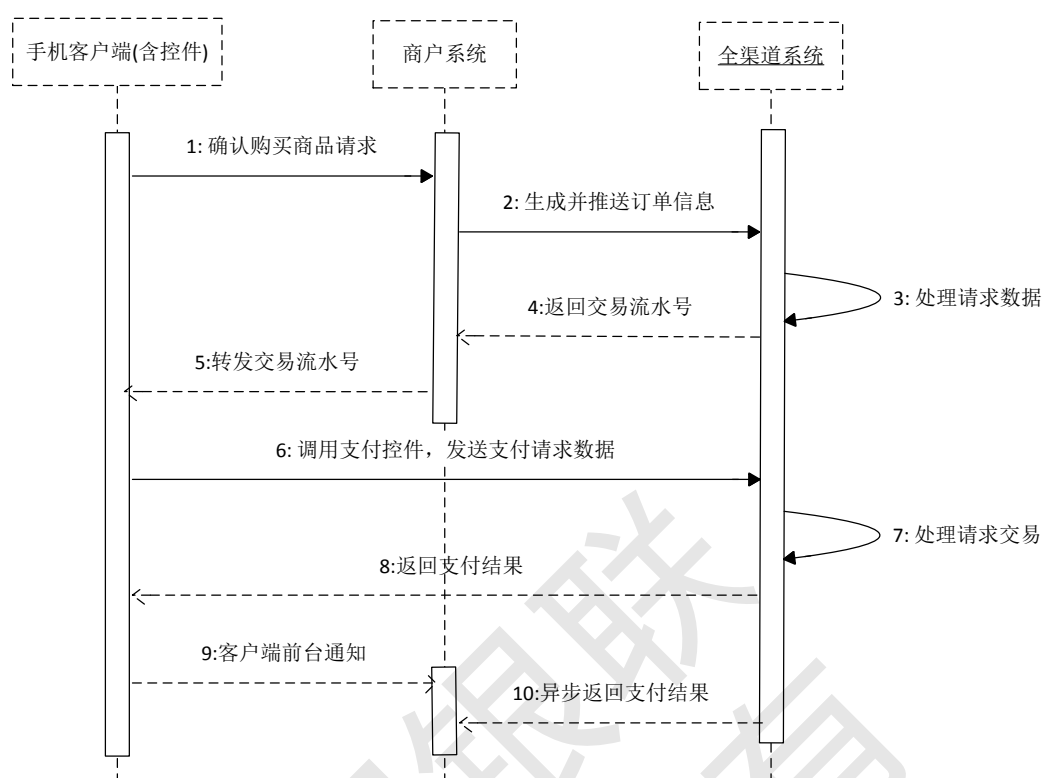 手机客户端(含控件)
商户系统
全渠道系统
1: 确认购买商品请求
2: 生成并推送订单信息
3: 处理请求数据
4:返回交易流水号
5:转发交易流水号
6: 调用支付控件，发送支付请求数据
7: 处理请求交易
8:返回支付结果
9:客户端前台通知
10:异步返回支付结果
银联
有